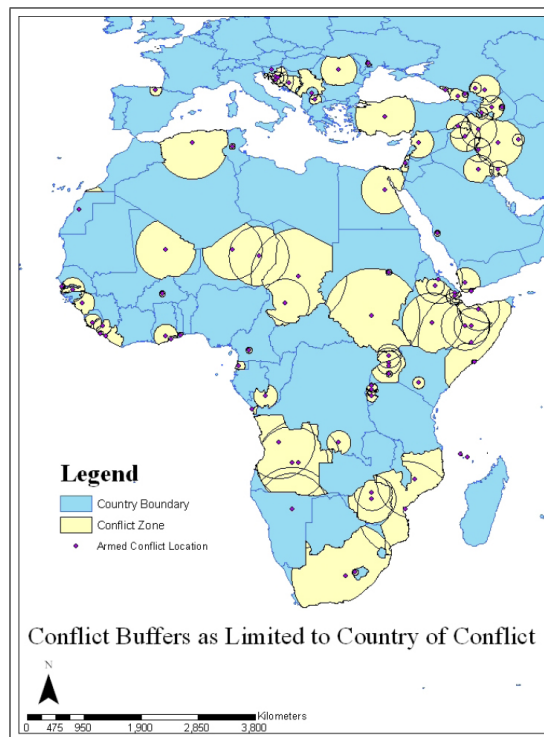 Legend
Country Boundary
Conflict Zone
Armed Conflict Location
Conflict Buffers as Limited to Country of Conflict
N
Kilometers
0 475 950 1,900 2,850 3,800